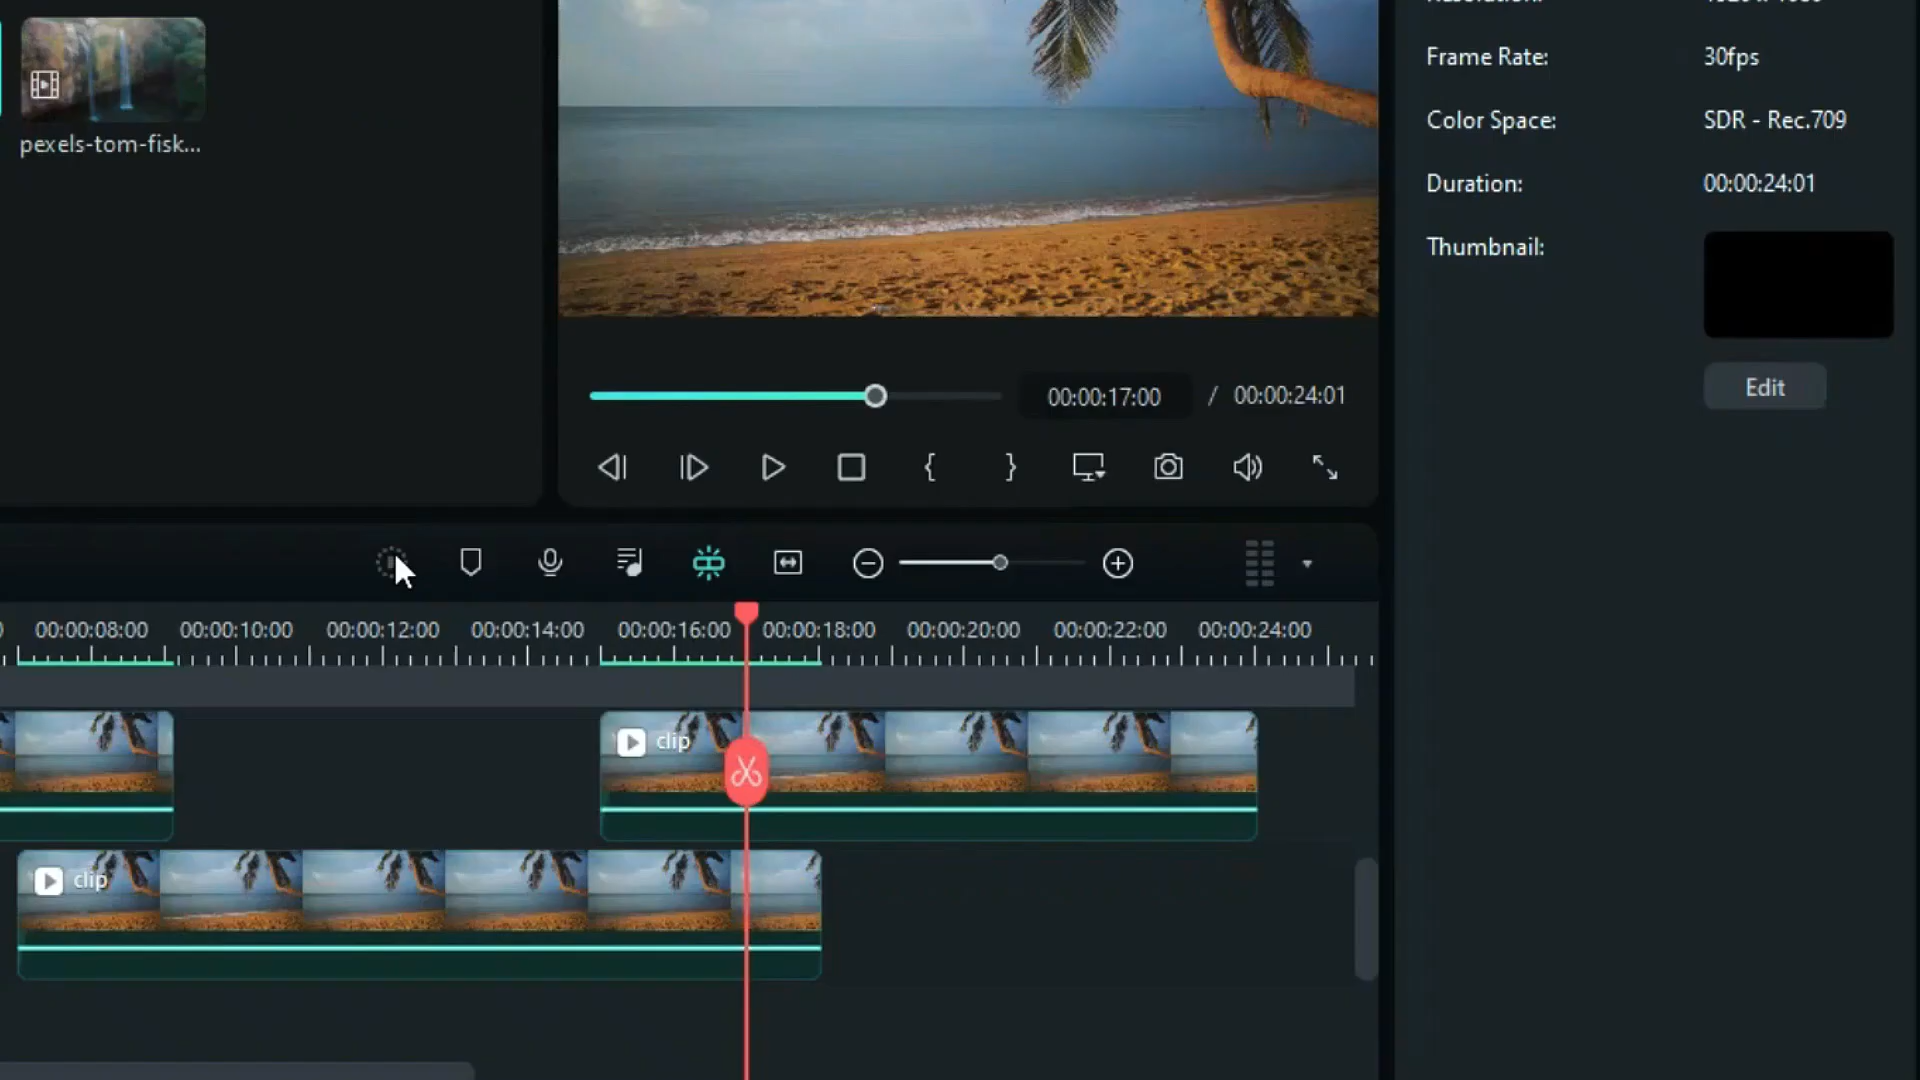 pexels-tom-fisk...
Frame Rate: 30fps
Color Space: SDR - Rec.709
Duration: 00:00:24:01
Thumbnail:
Edit
00:00:17:00 / 00:00:24:01
00:00:08:00 00:00:10:00 00:00:12:00 00:00:14:00 00:00:16:00 00:00:18:00 00:00:20:00 00:00:22:00 00:00:24:00
clip
clip